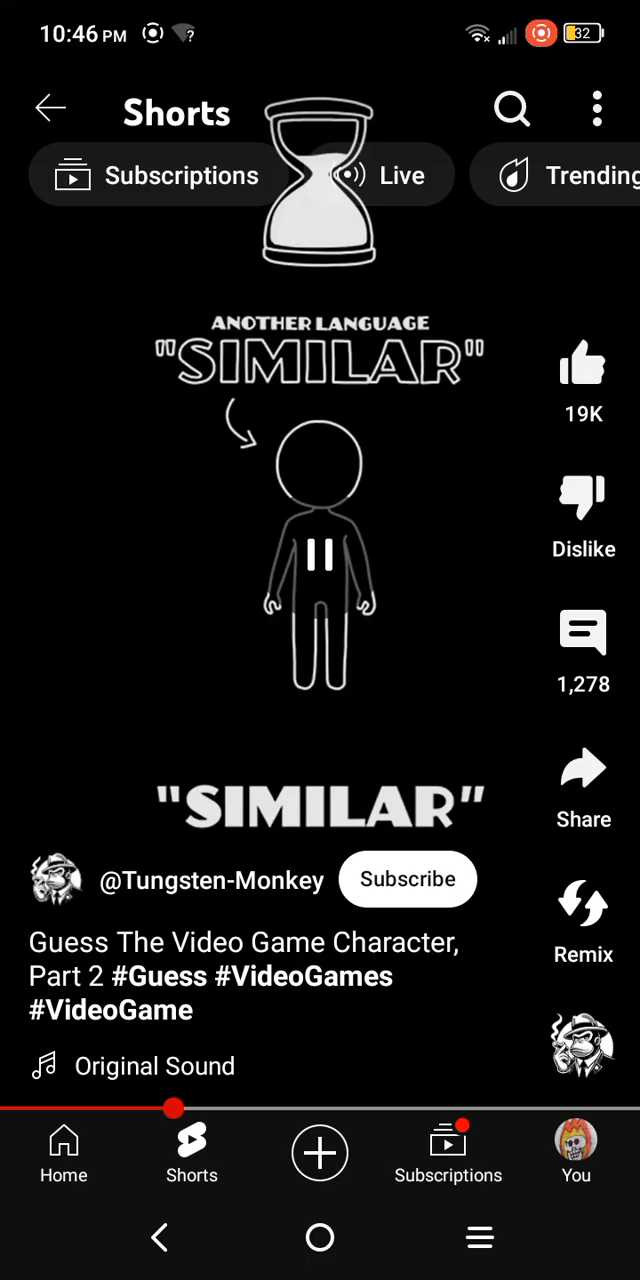 10:46 PM
32
Shorts
Subscriptions
Live
Trending
ANOTHER LANGUAGE
"SIMILAR"
19K
Dislike
1,278
"SIMILAR"
Share
@Tungsten-Monkey
Subscribe
Guess The Video Game Character,
Part 2 #Guess #VideoGames
#VideoGame
Remix
Original Sound
Home
Shorts
Subscriptions
You